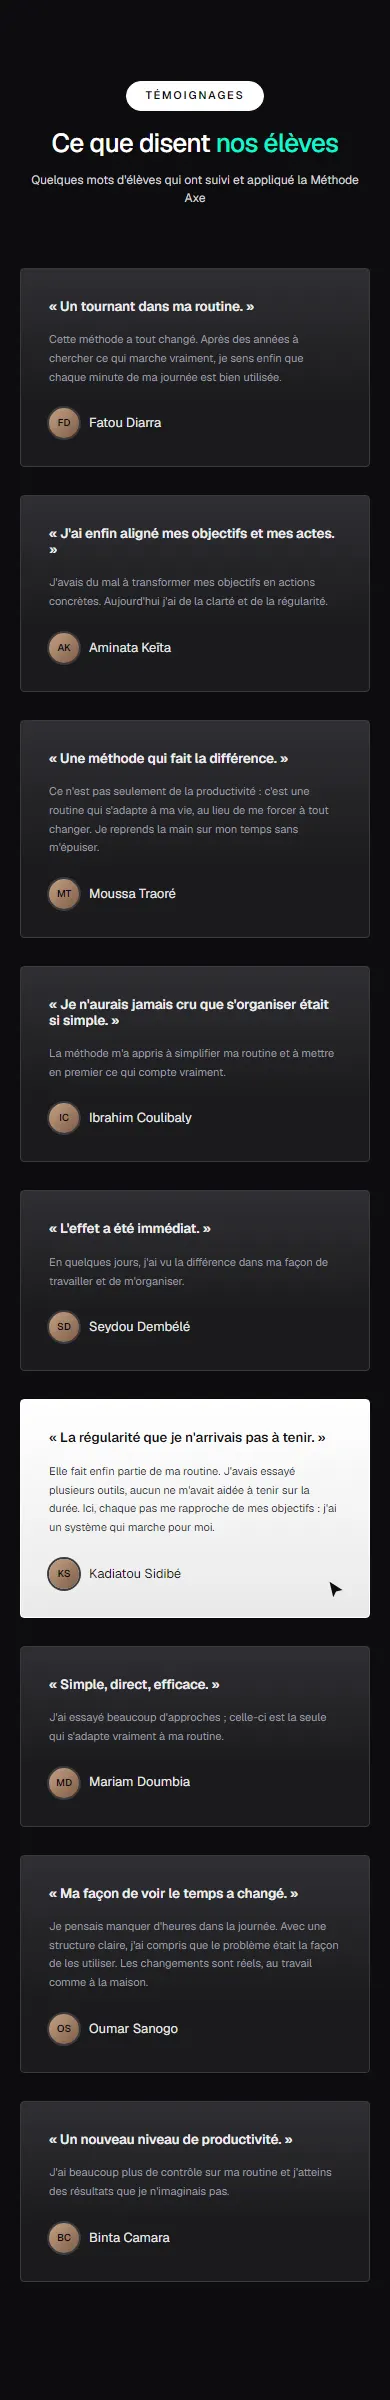 TÉMOIGNAGES
Ce que disent nos élèves
Quelques mots d'élèves qui ont suivi et appliqué la Méthode
Axe
« Un tournant dans ma routine. »
Cette méthode a tout changé. Après des années à
chercher ce qui marche vraiment, je sens enfin que
chaque minute de ma journée est bien utilisée.
FD Fatou Diarra
« J'ai enfin aligné mes objectifs et mes actes.
»
J'avais du mal à transformer mes objectifs en actions
concrètes. Aujourd'hui j'ai de la clarté et de la régularité.
AK Aminata Keïta
« Une méthode qui fait la différence. »
Ce n'est pas seulement de la productivité : c'est une
routine qui s'adapte à ma vie, au lieu de me forcer à tout
changer. Je reprends la main sur mon temps sans
m'épuiser.
MT Moussa Traoré
« Je n'aurais jamais cru que s'organiser était
si simple. »
La méthode m'a appris à simplifier ma routine et à mettre
en premier ce qui compte vraiment.
IC Ibrahim Coulibaly
« L'effet a été immédiat. »
En quelques jours, j'ai vu la différence dans ma façon de
travailler et de m'organiser.
SD Seydou Dembélé
« La régularité que je n'arrivais pas à tenir. »
Elle fait enfin partie de ma routine. J'avais essayé
plusieurs outils, aucun ne m'avait aidée à tenir sur la
durée. Ici, chaque pas me rapproche de mes objectifs : j'ai
un système qui marche pour moi.
KS Kadiatou Sidibé
« Simple, direct, efficace. »
J'ai essayé beaucoup d'approches ; celle-ci est la seule
qui s'adapte vraiment à ma routine.
MD Mariam Doumbia
« Ma façon de voir le temps a changé. »
Je pensais manquer d'heures dans la journée. Avec une
structure claire, j'ai compris que le problème était la façon
de les utiliser. Les changements sont réels, au travail
comme à la maison.
OS Oumar Sanogo
« Un nouveau niveau de productivité. »
J'ai beaucoup plus de contrôle sur ma routine et j'atteins
des résultats que je n'imaginais pas.
BC Binta Camara